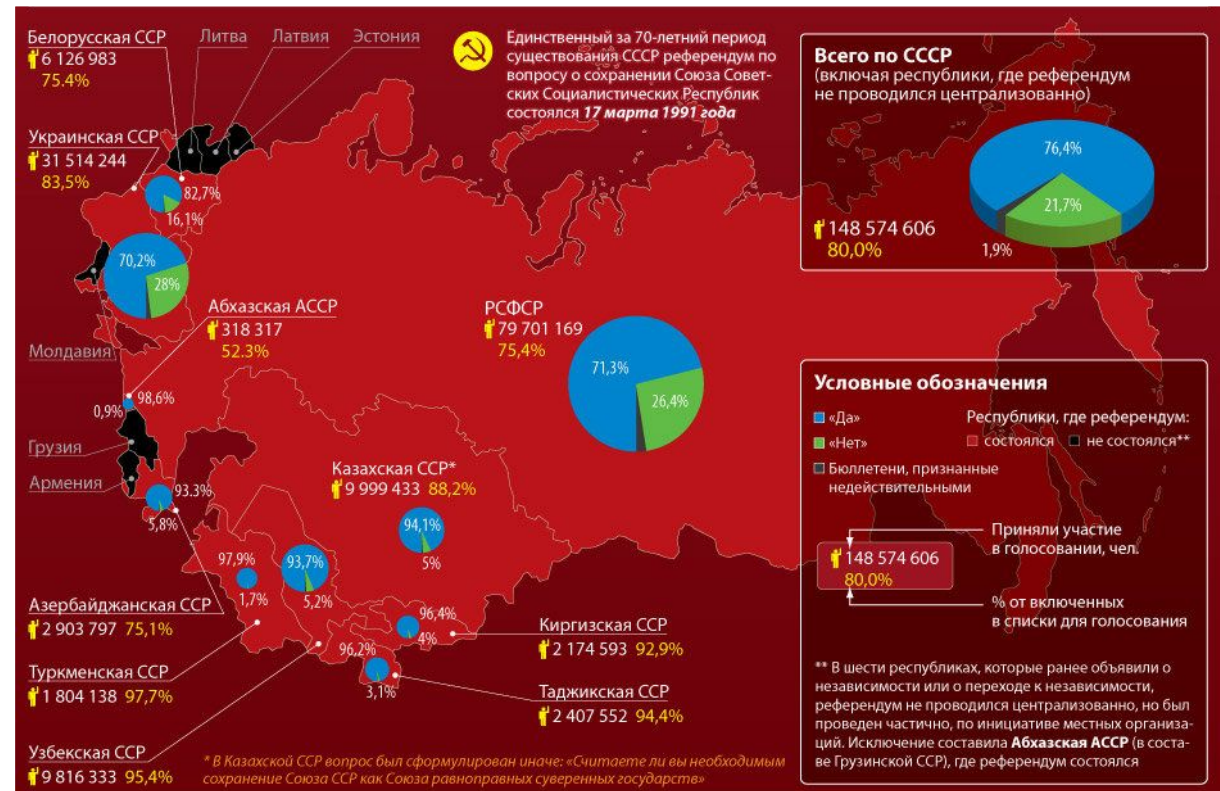 Белорусская ССР
6 126 983
75.4%
Литва
Латвия
Эстония
Единственный за 70-летний период
существования СССР референдум по
вопросу о сохранении Союза Совет-
ских Социалистических Республик
состоялся 17 марта 1991 года
Всего по СССР
(включая республики, где референдум
не проводился централизованно)
76,4%
21,7%
1,9%
148 574 606
80,0%
Украинская ССР
31 514 244
83,5%
82,7%
16,1%
70,2%
28%
Абхазская АССР
318 317
52.3%
Молдавия
98,6%
0,9%
Грузия
Армения
РСФСР
79 701 169
75,4%
71,3%
26,4%
Казахская ССР*
9 999 433 88,2%
94,1%
5%
93.3%
5,8%
97,9%
1,7%
93,7%
5,2%
96,4%
4%
96,2%
3,1%
Азербайджанская ССР
2 903 797 75,1%
Туркменская ССР
1 804 138 97,7%
Узбекская ССР
9 816 333 95,4%
Киргизская ССР
2 174 593 92,9%
Таджикская ССР
2 407 552 94,4%
* В Казахской ССР вопрос был сформулирован иначе: «Считаете ли вы необходимым
сохранение Союза ССР как Союза равноправных суверенных государств»
Условные обозначения
«Да»
«Нет»
Бюллетени, признанные
недействительными
Республики, где референдум:
состоялся
не состоялся**
Приняли участие
в голосовании, чел.
148 574 606
80,0%
% от включенных
в списки для голосования
** В шести республиках, которые ранее объявили о
независимости или о переходе к независимости,
референдум не проводился централизованно, но был
проведен частично, по инициативе местных организа-
ций. Исключение составила Абхазская АССР (в соста-
ве Грузинской ССР), где референдум состоялся